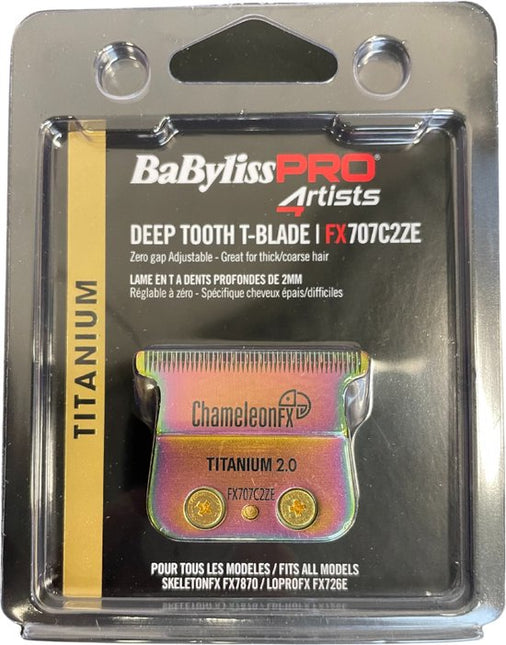 BaBylissPRO®
4rtists
DEEP TOOTH T-BLADE | FX707C2ZE
Zero gap Adjustable - Great for thick/coarse hair
LAME EN T A DENTS PROFONDES DE 2MM
Réglable à zéro - Spécifique cheveux épais/difficiles
TITANIUM
ChameleonFX
TITANIUM 2.0
FX707C2ZE
POUR TOUS LES MODELES / FITS ALL MODELS
SKELETONFX FX7870 / LOPROFX FX726E